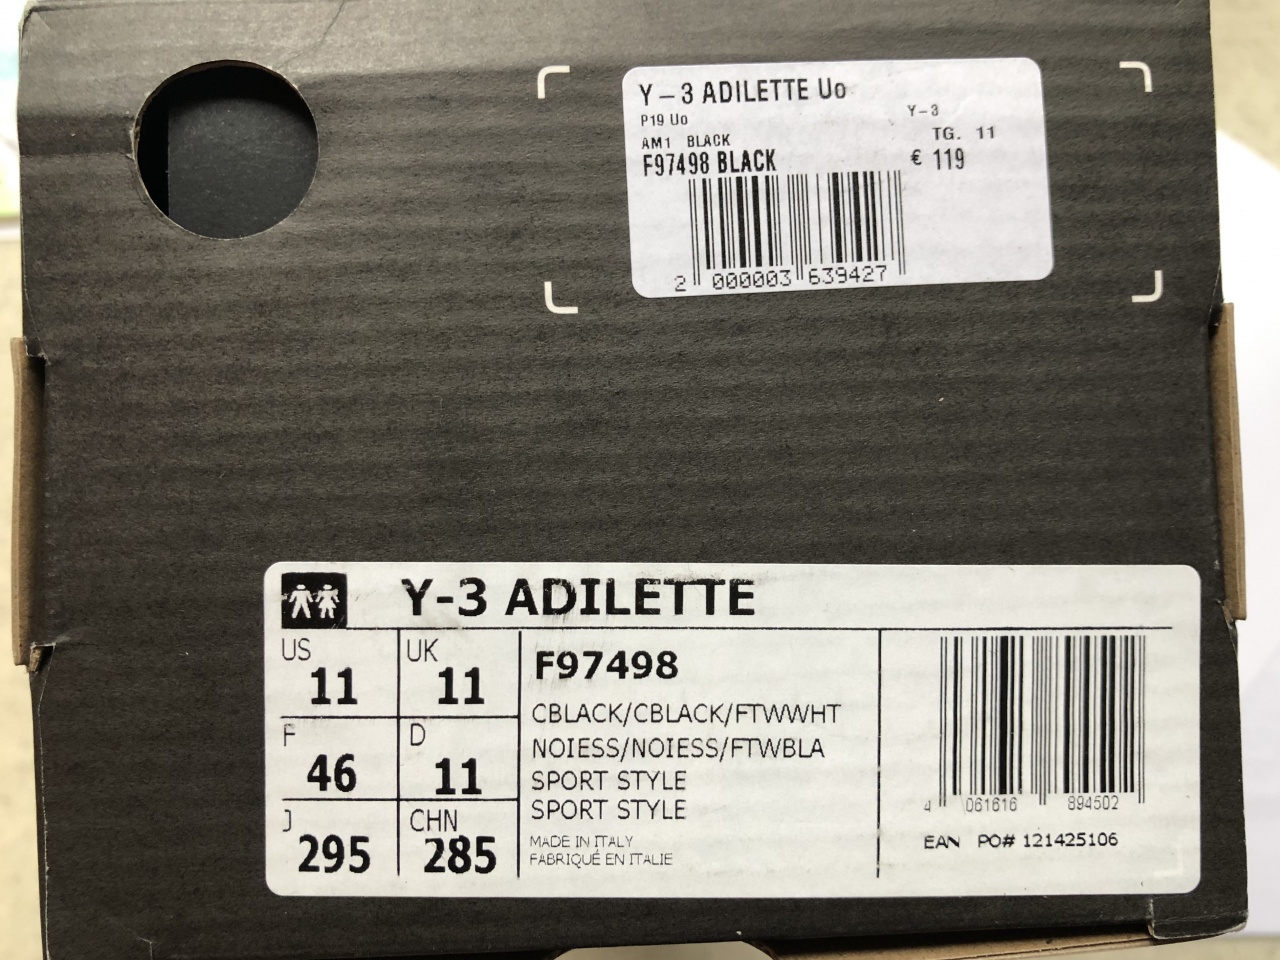 Y-3 ADILETTE Uo
P19 Uo
Y-3
AM1 BLACK
TG. 11
F97498 BLACK
€ 119
2 000003 639427
Y-3 ADILETTE
US 11
UK 11
F 46
D 11
J 295
CHN 285
F97498
CBLACK/CBLACK/FTWWHT
NOIESS/NOIESS/FTWBLA
SPORT STYLE
SPORT STYLE
MADE IN ITALY
FABRIQUÉ EN ITALIE
4 061616 894502
EAN PO# 121425106